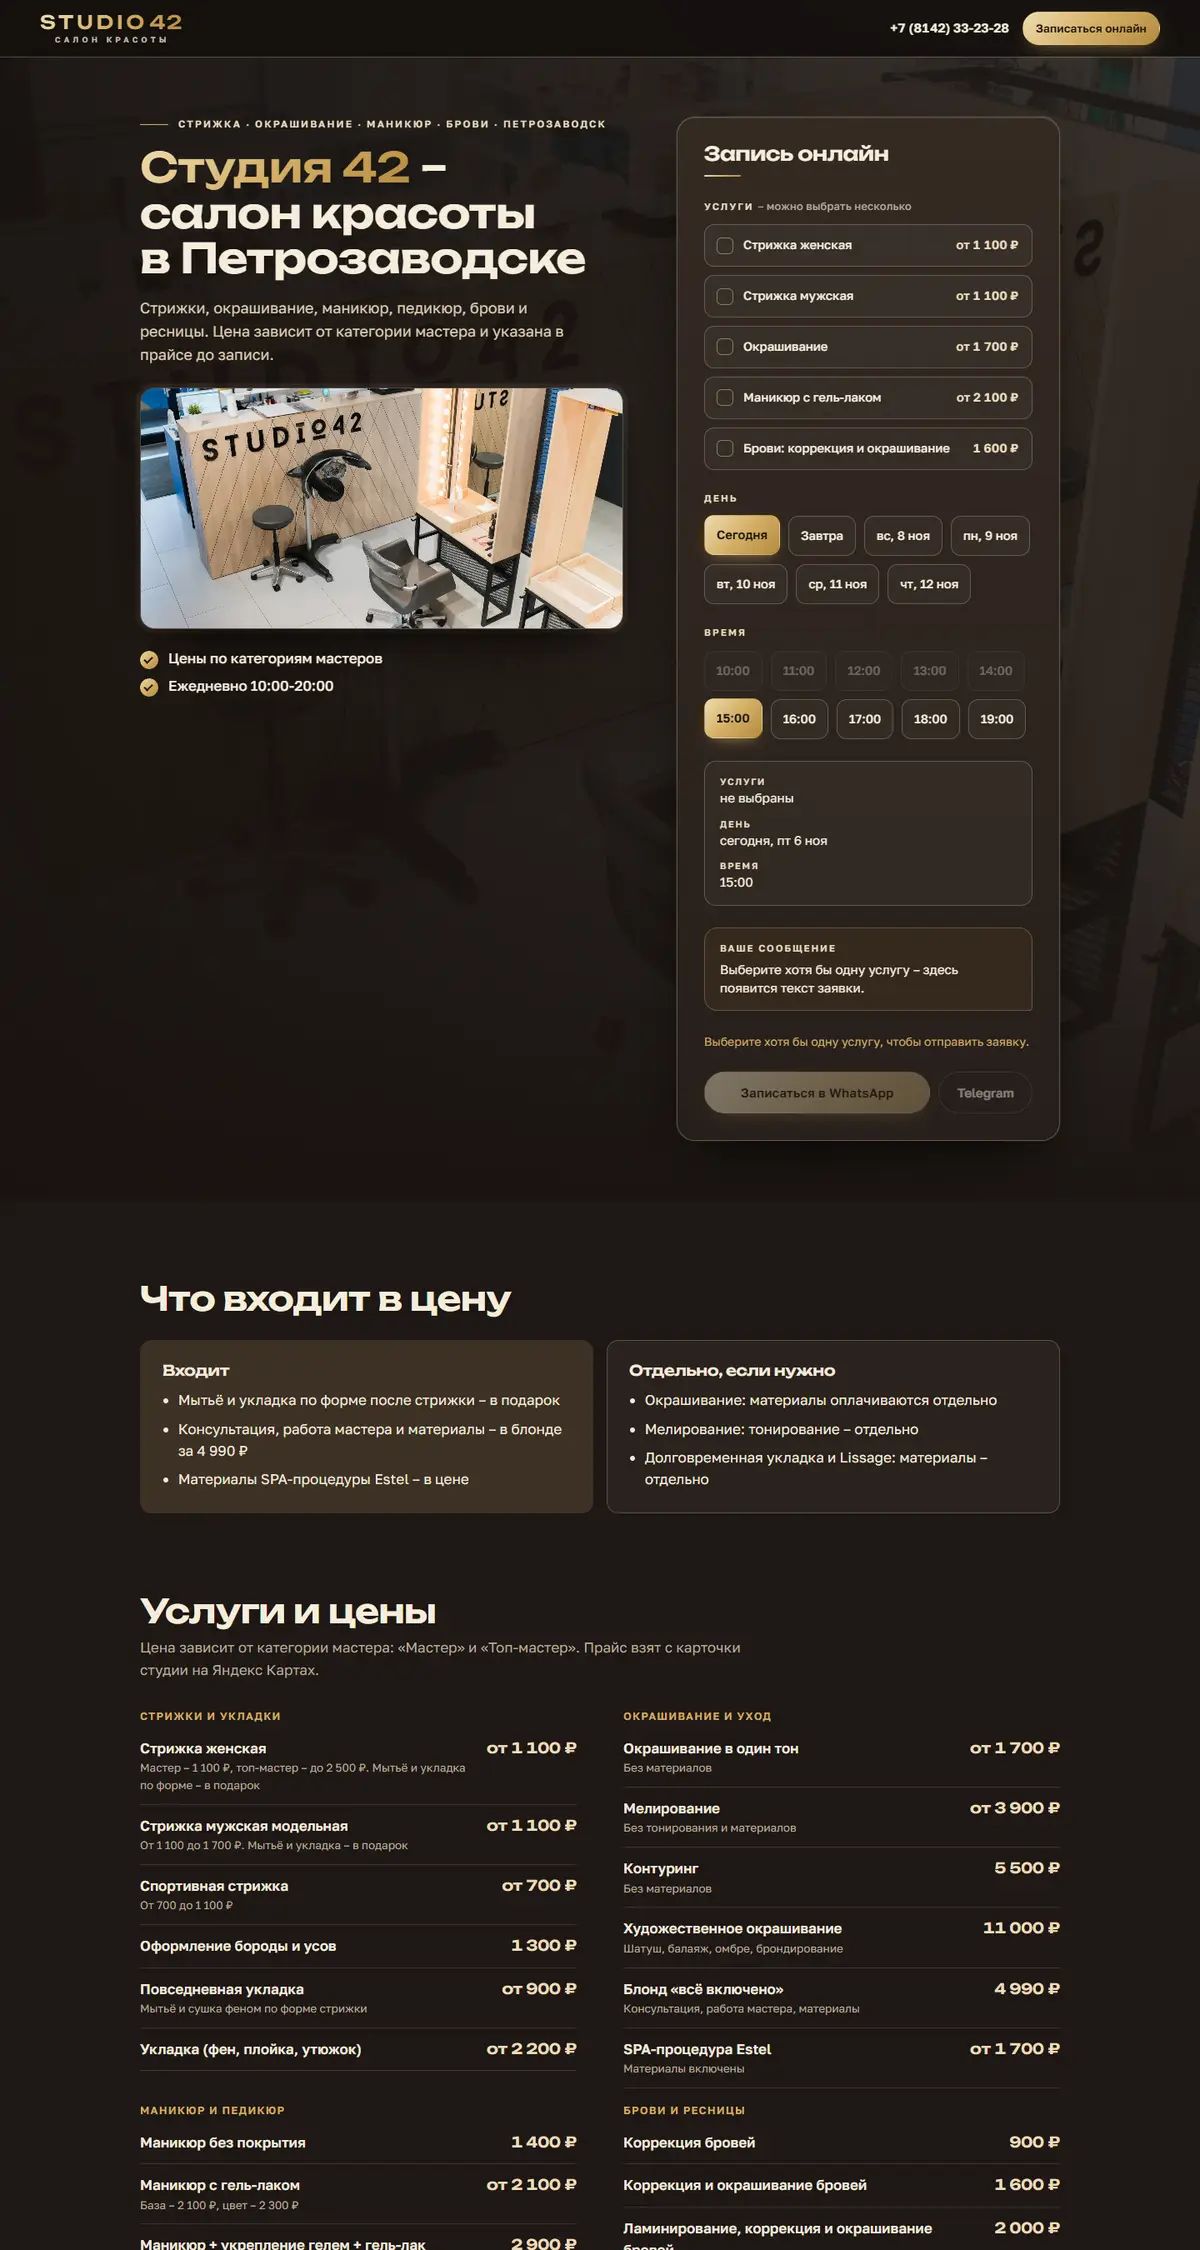 STUDIO 42
САЛОН КРАСОТЫ
+7 (8142) 33-23-28
Записаться онлайн
СТРИЖКА · ОКРАШИВАНИЕ · МАНИКЮР · БРОВИ · ПЕТРОЗАВОДСК
Студия 42 –
салон красоты
в Петрозаводске
Стрижки, окрашивание, маникюр, педикюр, брови и
ресницы. Цена зависит от категории мастера и указана в
прайсе до записи.
STUDIO42
Цены по категориям мастеров
Ежедневно 10:00-20:00
Запись онлайн
УСЛУГИ – можно выбрать несколько
Стрижка женская от 1 100 ₽
Стрижка мужская от 1 100 ₽
Окрашивание от 1 700 ₽
Маникюр с гель-лаком от 2 100 ₽
Брови: коррекция и окрашивание 1 600 ₽
ДЕНЬ
Сегодня Завтра вс, 8 ноя пн, 9 ноя
вт, 10 ноя ср, 11 ноя чт, 12 ноя
ВРЕМЯ
10:00 11:00 12:00 13:00 14:00
15:00 16:00 17:00 18:00 19:00
УСЛУГИ
не выбраны
ДЕНЬ
сегодня, пт 6 ноя
ВРЕМЯ
15:00
ВАШЕ СООБЩЕНИЕ
Выберите хотя бы одну услугу – здесь
появится текст заявки.
Выберите хотя бы одну услугу, чтобы отправить заявку.
Записаться в WhatsApp Telegram
Что входит в цену
Входит
• Мытьё и укладка по форме после стрижки – в подарок
• Консультация, работа мастера и материалы – в блонде
за 4 990 ₽
• Материалы SPA-процедуры Estel – в цене
Отдельно, если нужно
• Окрашивание: материалы оплачиваются отдельно
• Мелирование: тонирование – отдельно
• Долговременная укладка и Lissage: материалы –
отдельно
Услуги и цены
Цена зависит от категории мастера: «Мастер» и «Топ-мастер». Прайс взят с карточки
студии на Яндекс Картах.
СТРИЖКИ И УКЛАДКИ
Стрижка женская от 1 100 ₽
Мастер – 1 100 ₽, топ-мастер – до 2 500 ₽. Мытьё и укладка
по форме – в подарок
Стрижка мужская модельная от 1 100 ₽
От 1 100 до 1 700 ₽. Мытьё и укладка – в подарок
Спортивная стрижка от 700 ₽
От 700 до 1 100 ₽
Оформление бороды и усов 1 300 ₽
Повседневная укладка от 900 ₽
Мытьё и сушка феном по форме стрижки
Укладка (фен, плойка, утюжок) от 2 200 ₽
ОКРАШИВАНИЕ И УХОД
Окрашивание в один тон от 1 700 ₽
Без материалов
Мелирование от 3 900 ₽
Без тонирования и материалов
Контуринг 5 500 ₽
Без материалов
Художественное окрашивание 11 000 ₽
Шатуш, балаяж, омбре, брондирование
Блонд «всё включено» 4 990 ₽
Консультация, работа мастера, материалы
SPA-процедура Estel от 1 700 ₽
Материалы включены
МАНИКЮР И ПЕДИКЮР
Маникюр без покрытия 1 400 ₽
Маникюр с гель-лаком от 2 100 ₽
База – 2 100 ₽, цвет – 2 300 ₽
Маникюр + укрепление гелем + гель-лак 2 900 ₽
БРОВИ И РЕСНИЦЫ
Коррекция бровей 900 ₽
Коррекция и окрашивание бровей 1 600 ₽
Ламинирование, коррекция и окрашивание 2 000 ₽
бровей